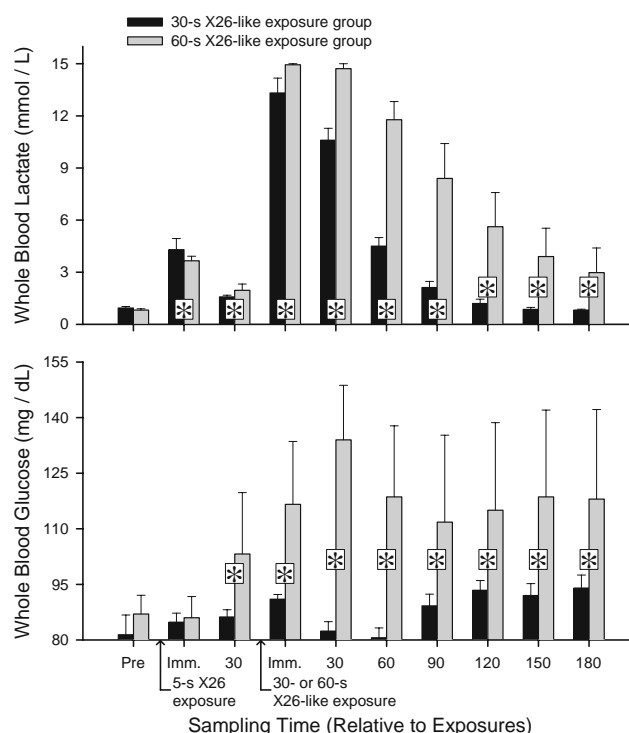 30-s X26-like exposure group
60-s X26-like exposure group
Whole Blood Lactate (mmol / L)
15
12
9
6
3
0
Whole Blood Glucose (mg / dL)
155
140
125
110
95
80
Pre Imm. 30 Imm. 30 60 90 120 150 180
5-s X26
exposure
30- or 60-s
X26-like exposure
Sampling Time (Relative to Exposures)